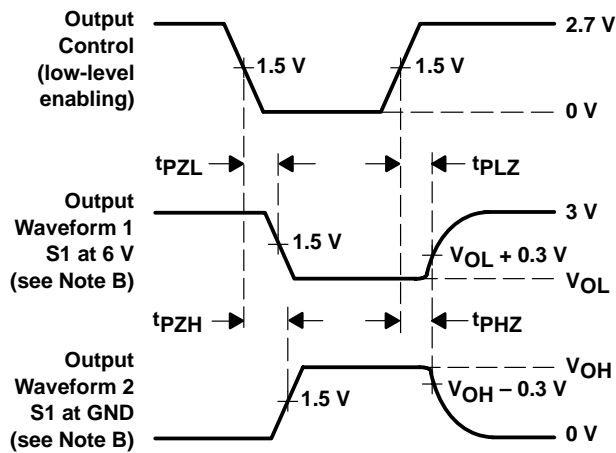 Output
Control
(low-level
enabling)
1.5 V
1.5 V
2.7 V
0 V
tPZL
tPLZ
Output
Waveform 1
S1 at 6 V
(see Note B)
1.5 V
3 V
VOL + 0.3 V
VOL
tPZH
tPHZ
Output
Waveform 2
S1 at GND
(see Note B)
1.5 V
VOH
VOH – 0.3 V
0 V